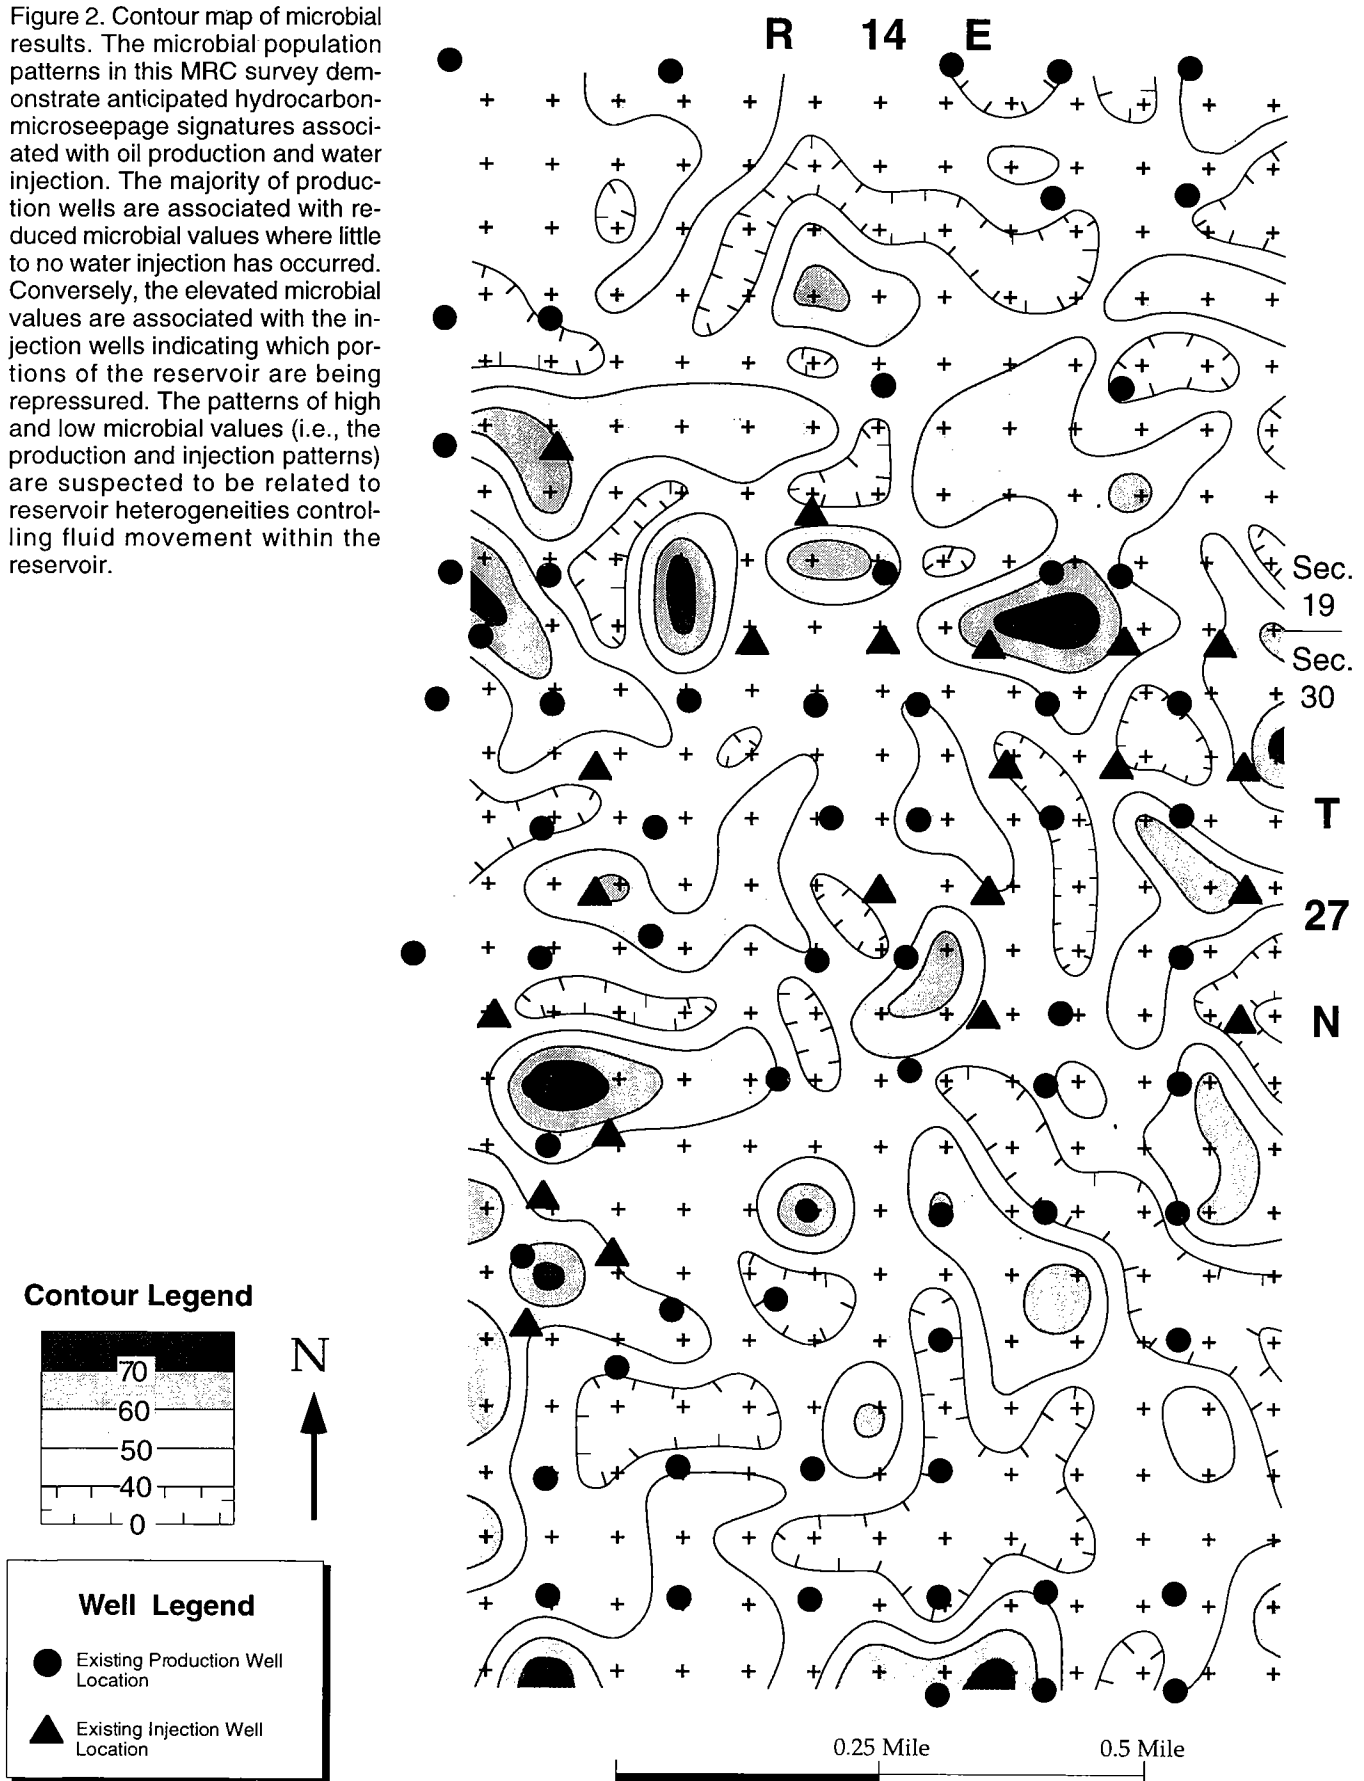 Figure 2. Contour map of microbial
results. The microbial population
patterns in this MRC survey dem-
onstrate anticipated hydrocarbon-
microseepage signatures associ-
ated with oil production and water
injection. The majority of produc-
tion wells are associated with re-
duced microbial values where little
to no water injection has occurred.
Conversely, the elevated microbial
values are associated with the in-
jection wells indicating which por-
tions of the reservoir are being
repressured. The patterns of high
and low microbial values (i.e., the
production and injection patterns)
are suspected to be related to
reservoir heterogeneities control-
ling fluid movement within the
reservoir.
R 14 E
Sec.
19
Sec.
30
T
27
N
Contour Legend
70
60
50
40
0
N
Well Legend
Existing Production Well
Location
Existing Injection Well
Location
0.25 Mile
0.5 Mile